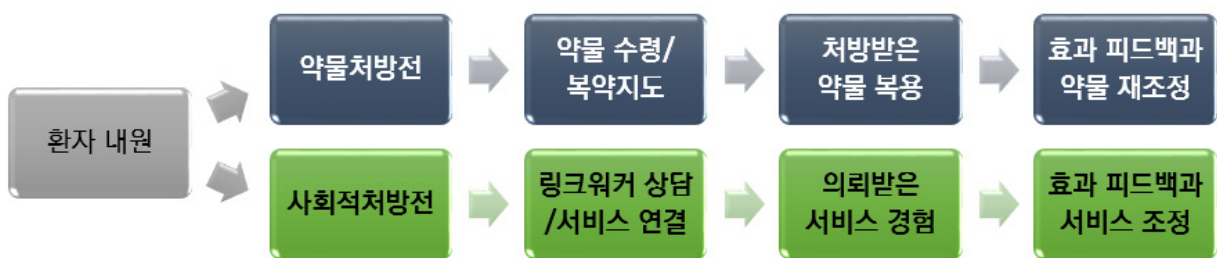 환자 내원
약물처방전
약물 수령/
복약지도
처방받은
약물 복용
효과 피드백과
약물 재조정
사회적처방전
링크워커 상담
/서비스 연결
의뢰받은
서비스 경험
효과 피드백과
서비스 조정